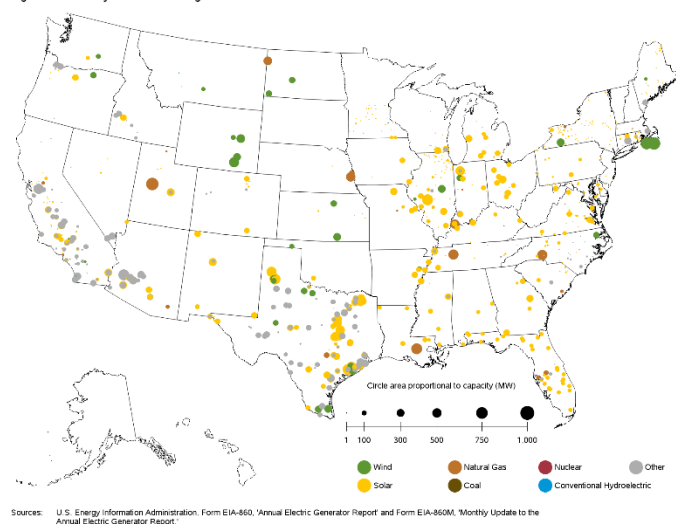 Circle area proportional to capacity (MW)
1 100 300 500 750 1,000
Wind Natural Gas Nuclear Other
Solar Coal Conventional Hydroelectric
Sources: U.S. Energy Information Administration, Form EIA-860, 'Annual Electric Generator Report' and Form EIA-860M, 'Monthly Update to the
Annual Electric Generator Report.'